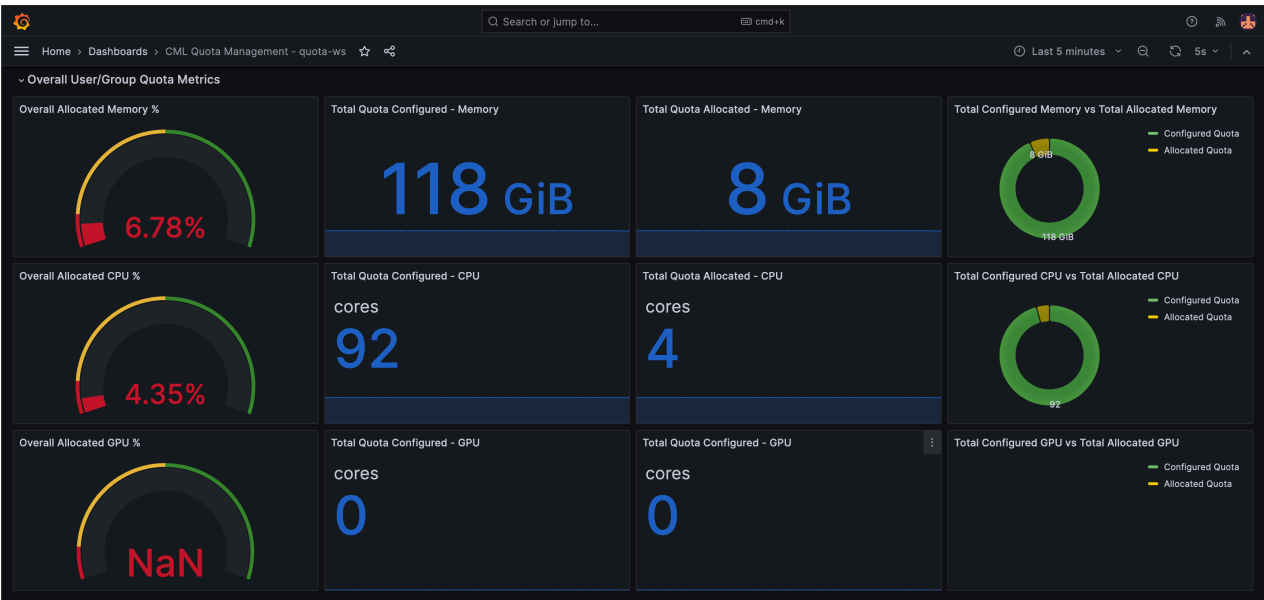 Search or jump to...
cmd+k
Home › Dashboards › CML Quota Management - quota-ws
Last 5 minutes
5s
Overall User/Group Quota Metrics
Overall Allocated Memory %
6.78%
Total Quota Configured - Memory
118 GiB
Total Quota Allocated - Memory
8 GiB
Total Configured Memory vs Total Allocated Memory
Configured Quota
Allocated Quota
8 GiB
118 GiB
Overall Allocated CPU %
4.35%
Total Quota Configured - CPU
cores
92
Total Quota Allocated - CPU
cores
4
Total Configured CPU vs Total Allocated CPU
Configured Quota
Allocated Quota
92
Overall Allocated GPU %
NaN
Total Quota Configured - GPU
cores
0
Total Quota Configured - GPU
cores
0
Total Configured GPU vs Total Allocated GPU
Configured Quota
Allocated Quota